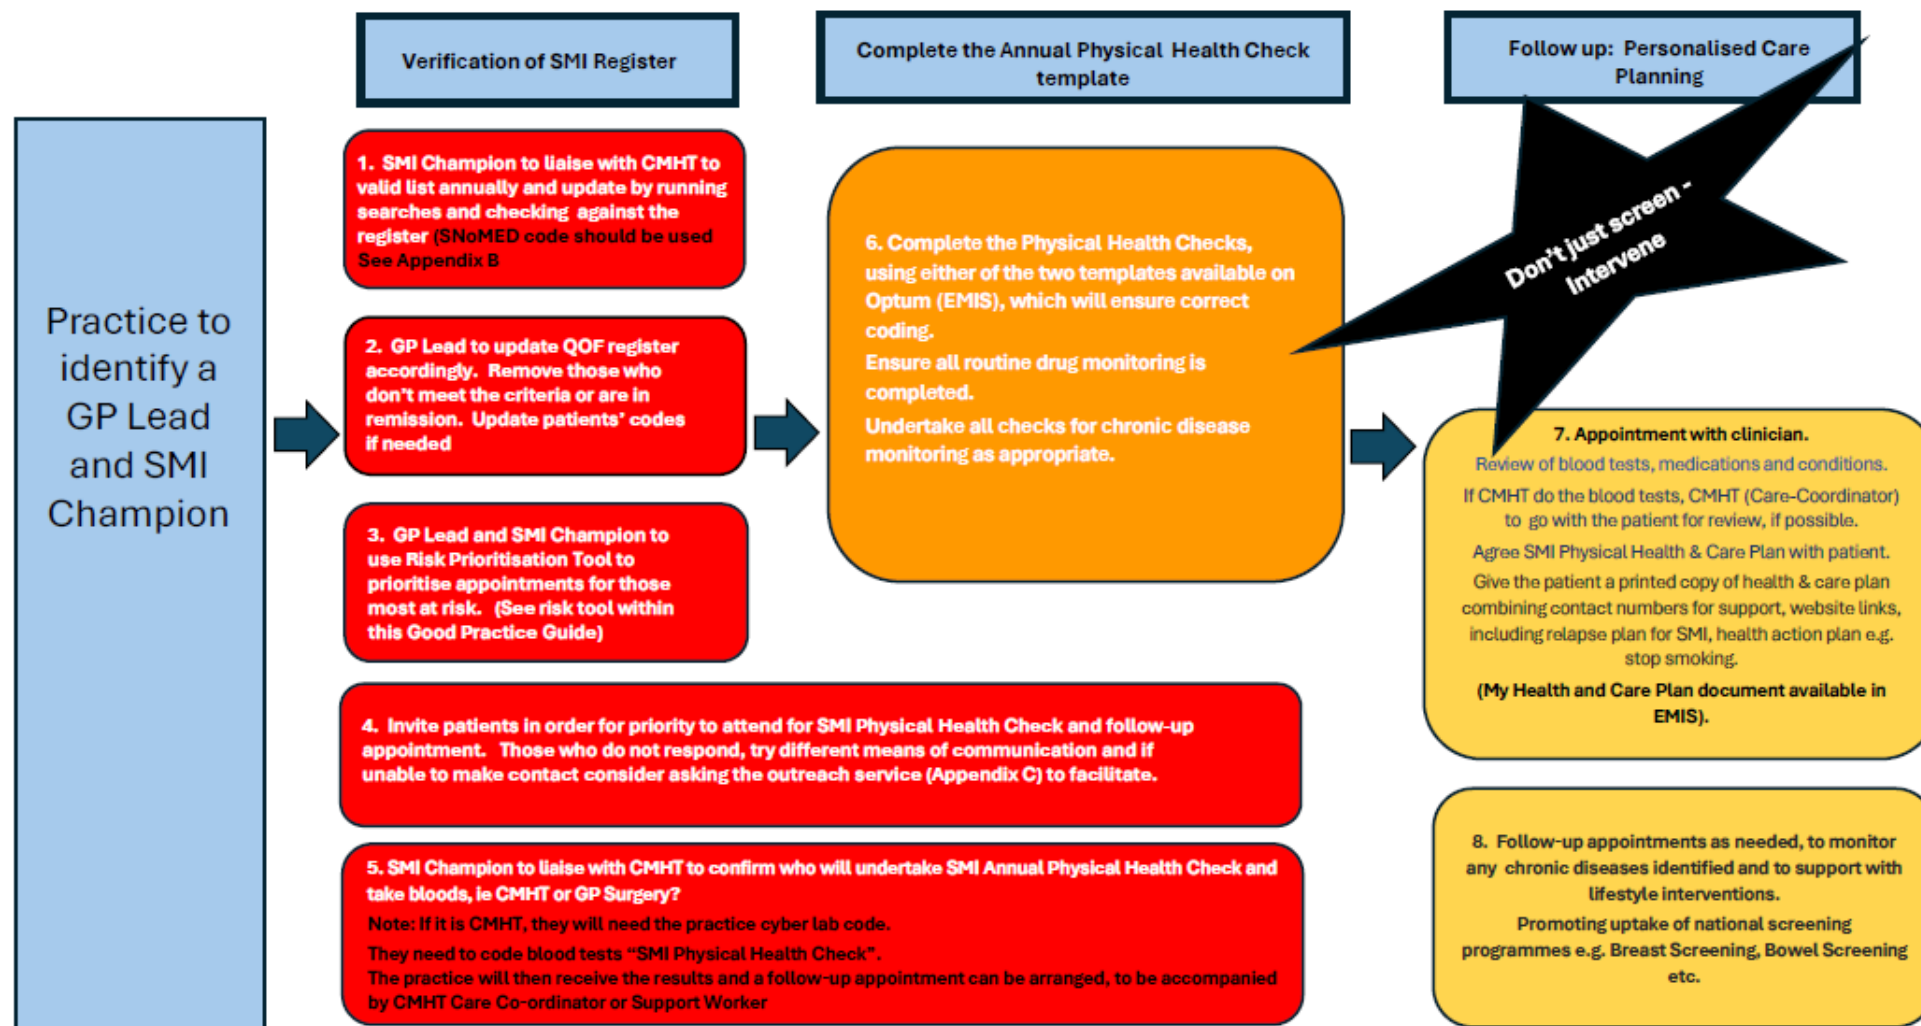 Practice to
identify a
GP Lead
and SMI
Champion
Verification of SMI Register
1. SMI Champion to liaise with CMHT to
valid list annually and update by running
searches and checking against the
register (SNoMED code should be used
See Appendix B
2. GP Lead to update QOF register
accordingly. Remove those who
don't meet the criteria or are in
remission. Update patients' codes
if needed
3. GP Lead and SMI Champion to
use Risk Prioritisation Tool to
prioritise appointments for those
most at risk. (See risk tool within
this Good Practice Guide)
4. Invite patients in order for priority to attend for SMI Physical Health Check and follow-up
appointment. Those who do not respond, try different means of communication and if
unable to make contact consider asking the outreach service (Appendix C) to facilitate.
5. SMI Champion to liaise with CMHT to confirm who will undertake SMI Annual Physical Health Check and
take bloods, ie CMHT or GP Surgery?
Note: If it is CMHT, they will need the practice cyber lab code.
They need to code blood tests "SMI Physical Health Check".
The practice will then receive the results and a follow-up appointment can be arranged, to be accompanied
by CMHT Care Co-ordinator or Support Worker
Complete the Annual Physical Health Check
template
6. Complete the Physical Health Checks,
using either of the two templates available on
Optum (EMIS), which will ensure correct
coding.
Ensure all routine drug monitoring is
completed.
Undertake all checks for chronic disease
monitoring as appropriate.
Follow up: Personalised Care
Planning
Don't just screen -
Intervene
7. Appointment with clinician.
Review of blood tests, medications and conditions.
If CMHT do the blood tests, CMHT (Care-Coordinator)
to go with the patient for review, if possible.
Agree SMI Physical Health & Care Plan with patient.
Give the patient a printed copy of health & care plan
combining contact numbers for support, website links,
including relapse plan for SMI, health action plan e.g.
stop smoking.
(My Health and Care Plan document available in
EMIS).
8. Follow-up appointments as needed, to monitor
any chronic diseases identified and to support with
lifestyle interventions.
Promoting uptake of national screening
programmes e.g. Breast Screening, Bowel Screening
etc.